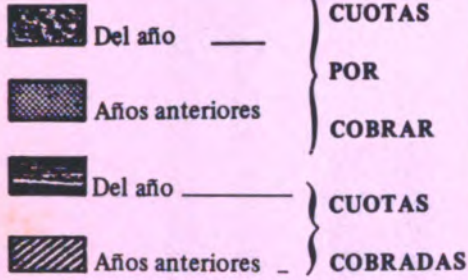 CUOTAS
Del año
POR
Años anteriores
COBRAR
Del año
CUOTAS
Años anteriores
COBRADAS